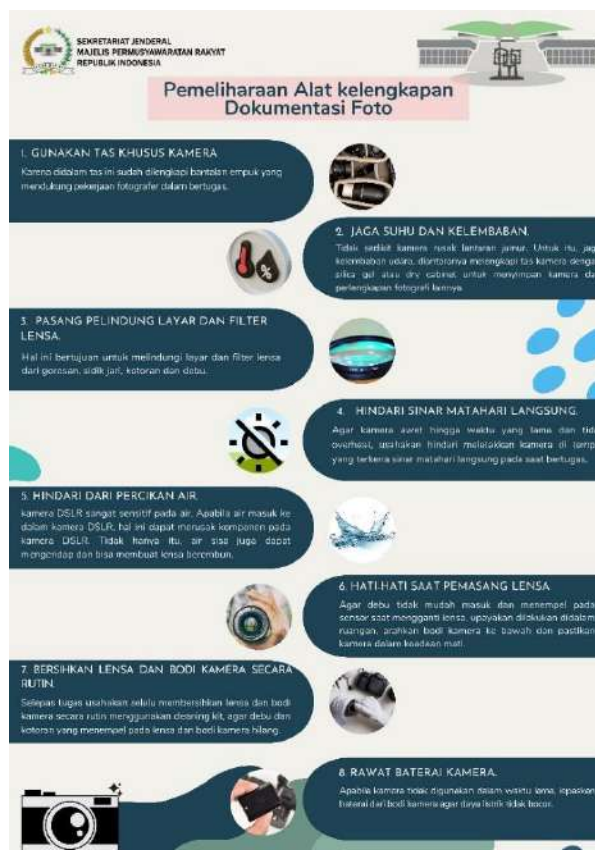 SEKRETARIAT JENDERAL
MAJELIS PERMUSYAWARATAN RAKYAT
REPUBLIK INDONESIA
Pemeliharaan Alat kelengkapan
Dokumentasi Foto
1. GUNAKAN TAS KHUSUS KAMERA
Karena didalam tas ini sudah dilengkapi bantalan empuk yang
mendukung pekerjaan fotografer dalam bertugas.
2. JAGA SUHU DAN KELEMBABAN.
Tidak sedikit kamera rusak lantaran jamur. Untuk itu, jag
kelembaban udara, diantaranya melengkapi tas kamera denga
silica gel atau dry cabinet untuk menyimpan kamera da
perlengkapan fotografi lainnya.
%
3. PASANG PELINDUNG LAYAR DAN FILTER
LENSA.
Hal ini bertujuan untuk melindungi layar dan filter lensa
dari goresan, sidik jari, kotoran dan debu.
4. HINDARI SINAR MATAHARI LANGSUNG.
Agar kamera awet hingga waktu yang lama dan tida
overheat, usahakan hindari meletakkan kamera di temp
yang terkena sinar matahari langsung pada saat bertugas.
5. HINDARI DARI PERCIKAN AIR.
kamera DSLR sangat sensitif pada air. Apabila air masuk ke
dalam kamera DSLR, hal ini dapat merusak komponen pada
kamera DSLR. Tidak hanya itu, air sisa juga dapat
mengendap dan bisa membuat lensa berembun.
6. HATI-HATI SAAT PEMASANG LENSA
Agar debu tidak mudah masuk dan menempel pada
sensor saat mengganti lensa, upayakan dilakukan didalam
ruangan, arahkan bodi kamera ke bawah dan pastikan
kamera dalam keadaan mati.
7. BERSIHKAN LENSA DAN BODI KAMERA SECARA
RUTIN.
Selepas tugas usahakan selalu membersihkan lensa dan bodi
kamera secara rutin menggunakan cleaning kit, agar debu dan
kotoran yang menempel pada lensa dan bodi kamera hilang.
8. RAWAT BATERAI KAMERA.
Apabila kamera tidak digunakan dalam waktu lama, lepaskan
baterai dari bodi kamera agar daya listrik tidak bocor.